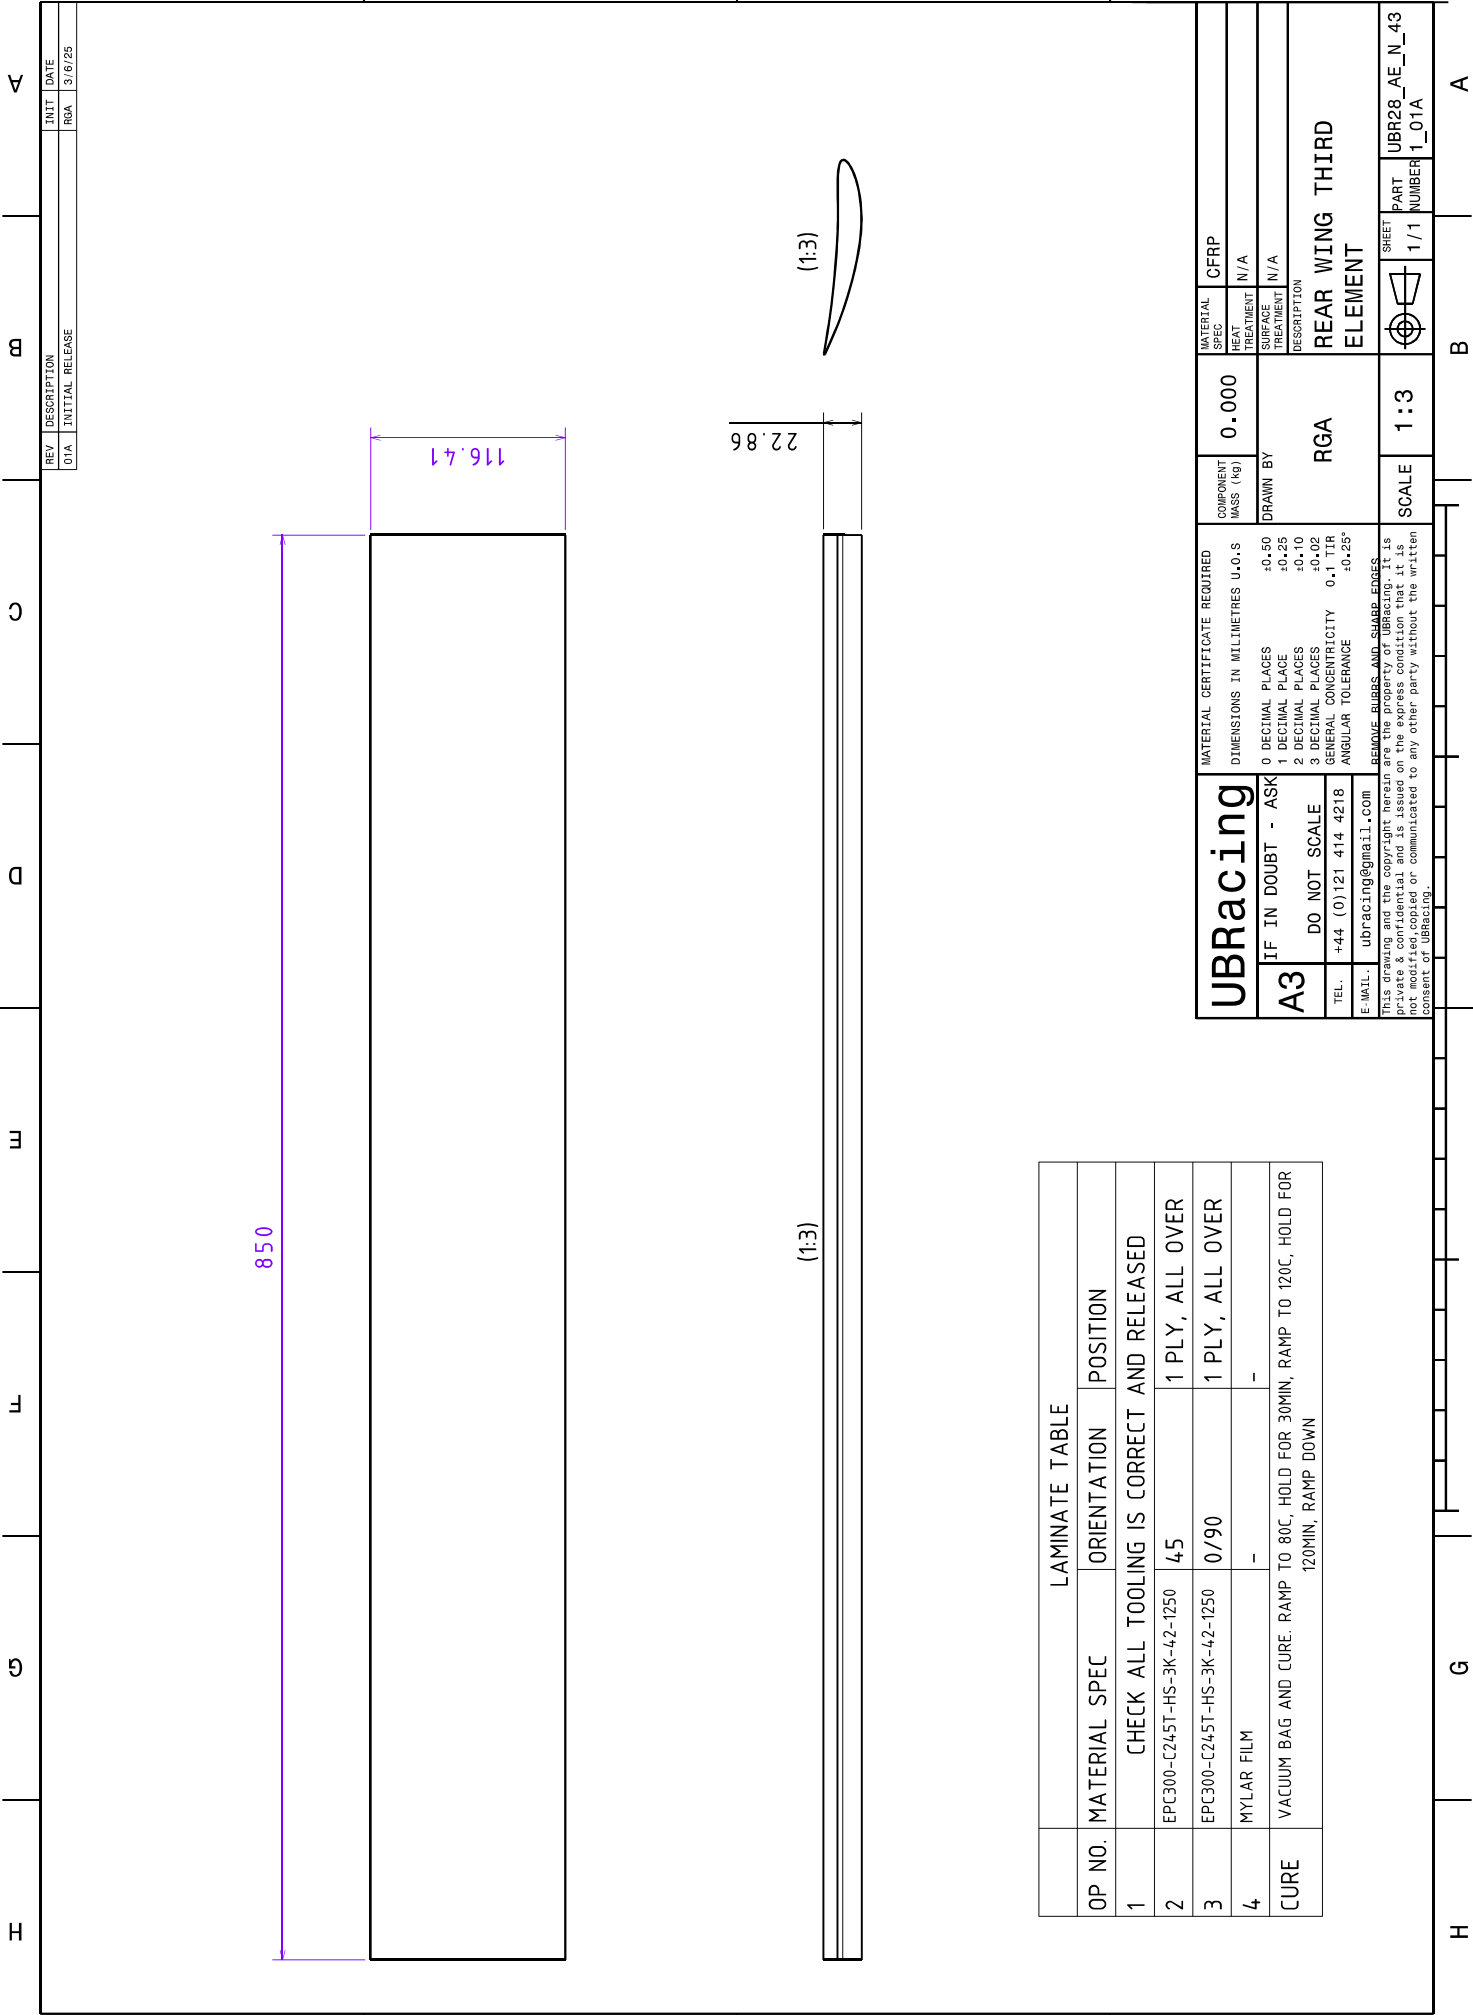 H G F E D C B A
REV DESCRIPTION INIT DATE
01A INITIAL RELEASE RGA 3/6/25
850
116.41
22.86
(1:3)
(1:3)
LAMINATE TABLE
OP NO. MATERIAL SPEC ORIENTATION POSITION
1 CHECK ALL TOOLING IS CORRECT AND RELEASED
2 EPC300-C245T-HS-3K-42-1250 45 1 PLY, ALL OVER
3 EPC300-C245T-HS-3K-42-1250 0/90 1 PLY, ALL OVER
4 MYLAR FILM - -
CURE VACUUM BAG AND CURE. RAMP TO 80C, HOLD FOR 30MIN, RAMP TO 120C, HOLD FOR
120MIN, RAMP DOWN
UBRacing
A3
IF IN DOUBT - ASK
DO NOT SCALE
TEL. +44 (0)121 414 4218
E-MAIL. ubracing@gmail.com
MATERIAL CERTIFICATE REQUIRED
DIMENSIONS IN MILIMETRES U.O.S
0 DECIMAL PLACES ±0.50
1 DECIMAL PLACE ±0.25
2 DECIMAL PLACES ±0.10
3 DECIMAL PLACES ±0.02
GENERAL CONCENTRICITY 0.1 TIR
ANGULAR TOLERANCE ±0.25°
REMOVE BURRS AND SHARP EDGES
This drawing and the copyright herein are the property of UBRacing. It is
private & confidential and is issued on the express condition that it is
not modified,copied or communicated to any other party without the written
consent of UBRacing.
COMPONENT
MASS (kg)
0.000
DRAWN BY
RGA
SCALE 1:3
MATERIAL
SPEC
CFRP
HEAT
TREATMENT
N/A
SURFACE
TREATMENT
N/A
DESCRIPTION
REAR WING THIRD
ELEMENT
SHEET
1/1
PART
NUMBER
UBR28_AE_N_43
1_01A
H G B A